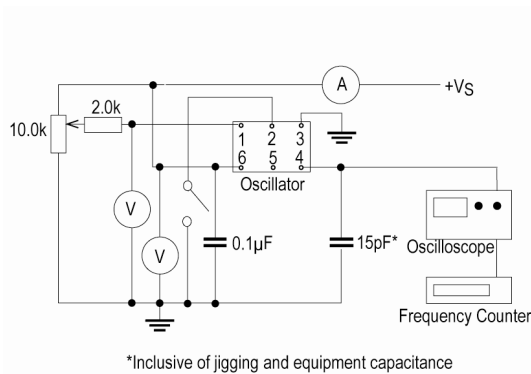 A
+VS
2.0k
10.0k
1 2 3
6 5 4
Oscillator
V
V
0.1µF
15pF*
Oscilloscope
Frequency Counter
*Inclusive of jigging and equipment capacitance